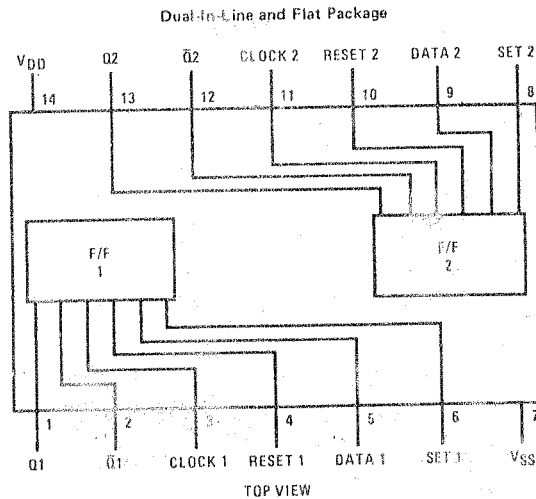 Dual-In-Line and Flat Package
VDD Q2 Q̄2 CLOCK 2 RESET 2 DATA 2 SET 2
14 13 12 11 10 9 8
F/F
1
F/F
2
1 2 3 4 5 6 7
Q1 Q̄1 CLOCK 1 RESET 1 DATA 1 SET 1 VSS
TOP VIEW